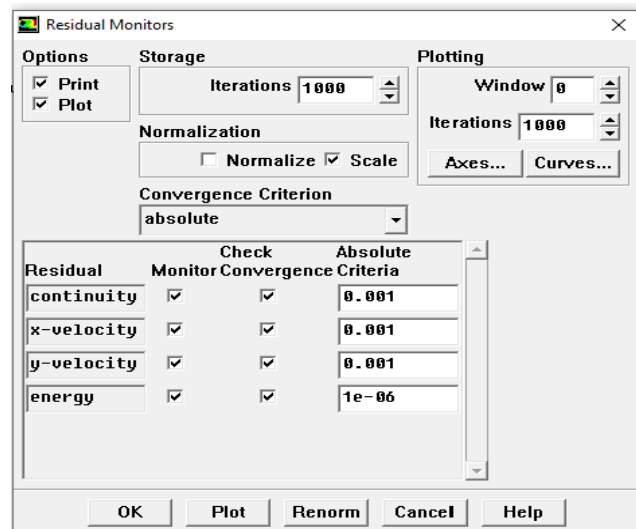 Residual Monitors
Options
Print
Plot
Storage
Iterations 1000
Normalization
Normalize Scale
Convergence Criterion
absolute
Plotting
Window 0
Iterations 1000
Axes... Curves...
Check Absolute
Residual Monitor Convergence Criteria
continuity 0.001
x-velocity 0.001
y-velocity 0.001
energy 1e-06
OK Plot Renorm Cancel Help